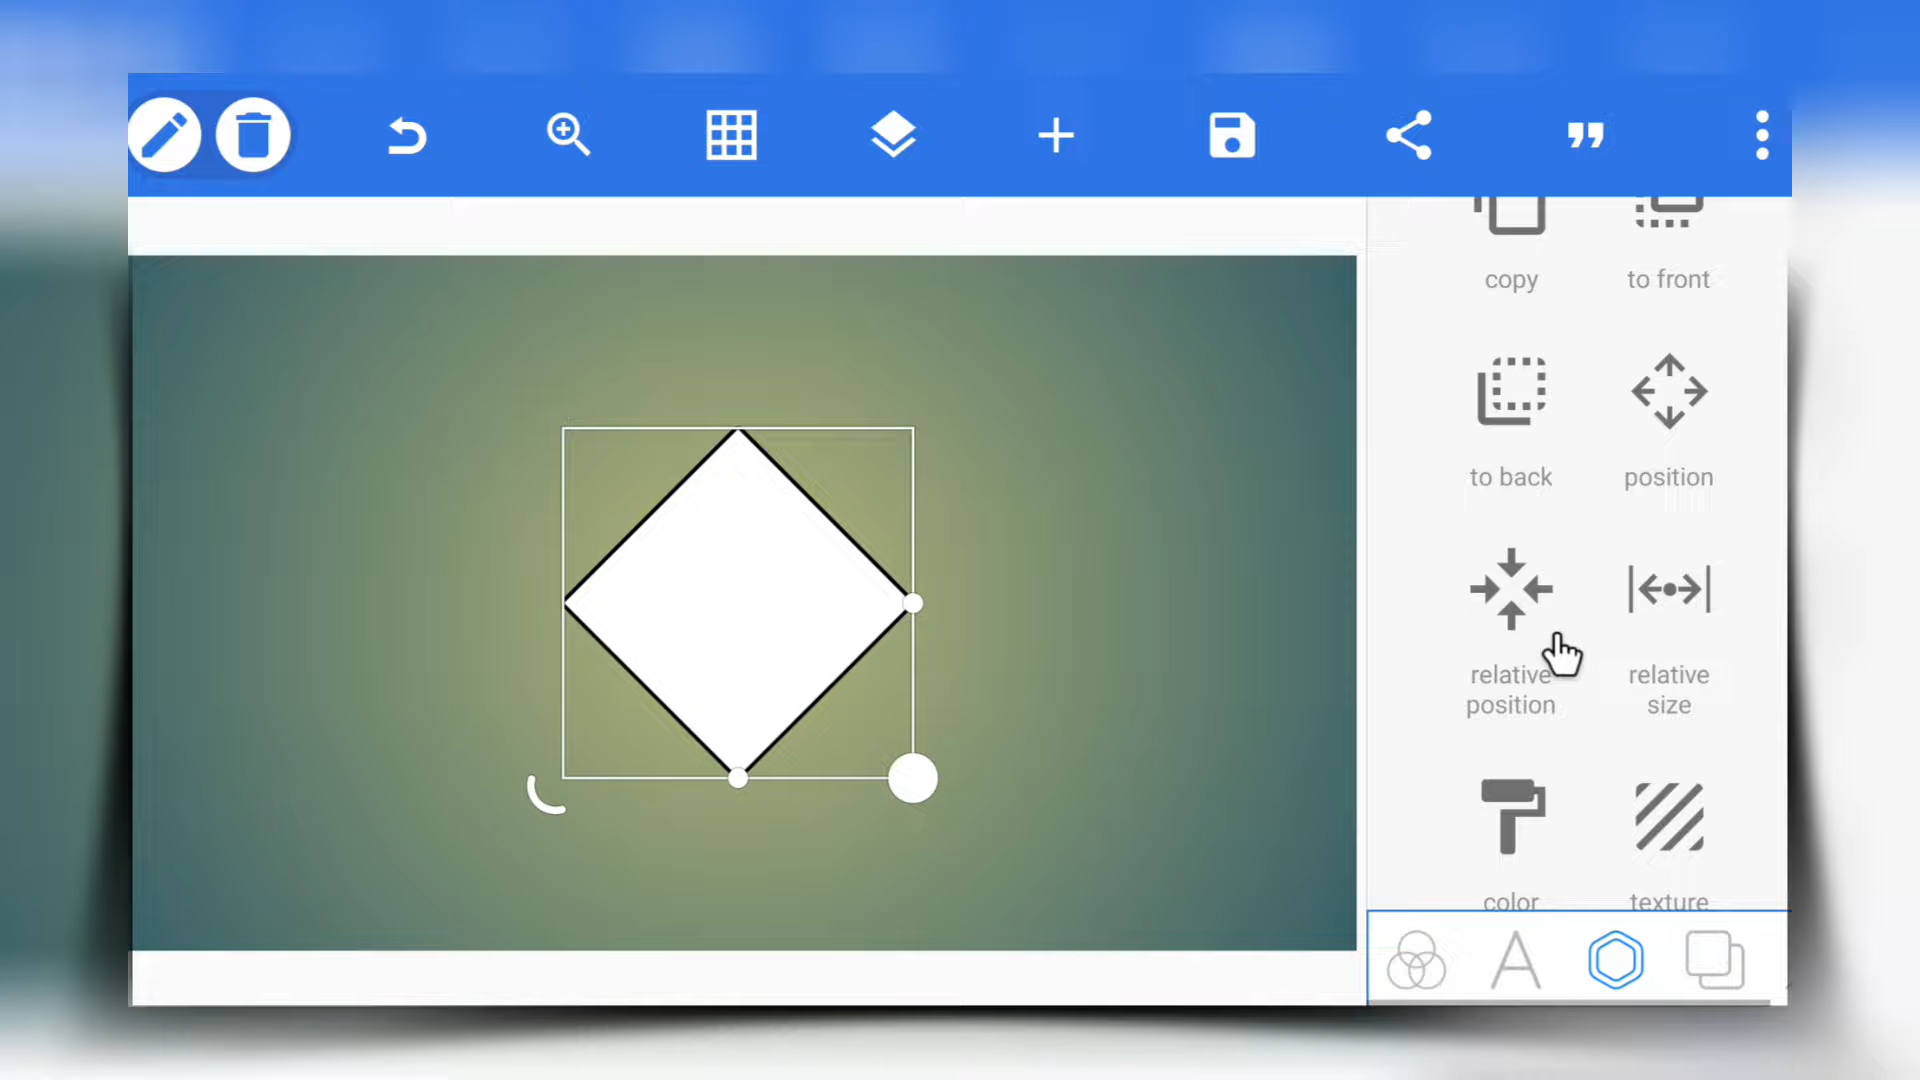 copy
to front
to back
position
relative
position
relative
size
color
texture